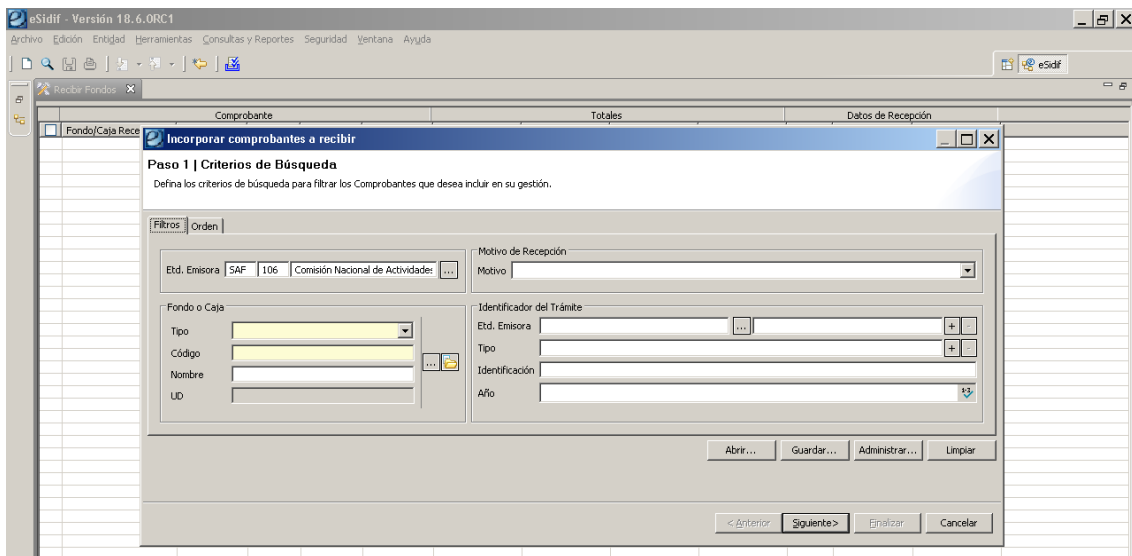 eSidif - Versión 18.6.0RC1
Archivo Edición Entidad Herramientas Consultas y Reportes Seguridad Ventana Ayuda
eSidif
Recibir Fondos
Comprobante Totales Datos de Recepción
Fondo/Caja Rece
Incorporar comprobantes a recibir
Paso 1 | Criterios de Búsqueda
Defina los criterios de búsqueda para filtrar los Comprobantes que desea incluir en su gestión.
Filtros Orden
Etd. Emisora SAF 106 Comisión Nacional de Actividades ...
Motivo de Recepción
Motivo
Fondo o Caja
Tipo
Código
Nombre
UD
...
Identificador del Trámite
Etd. Emisora ... + -
Tipo + -
Identificación
Año
Abrir... Guardar... Administrar... Limpiar
< Anterior Siguiente> Finalizar Cancelar